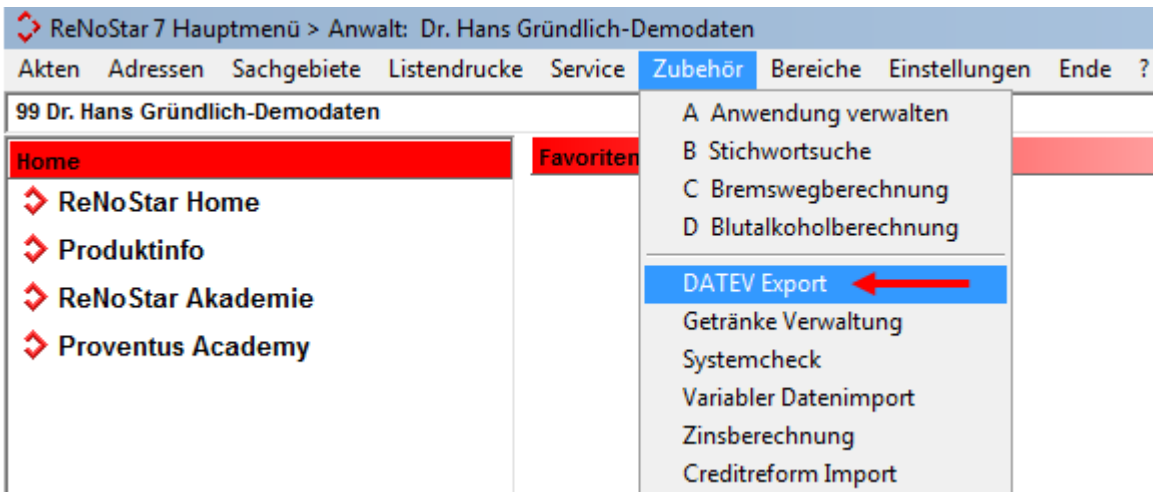 ReNoStar 7 Hauptmenü > Anwalt: Dr. Hans Gründlich-Demodaten
Akten Adressen Sachgebiete Listendrucke Service Zubehör Bereiche Einstellungen Ende ?
99 Dr. Hans Gründlich-Demodaten
Home
ReNoStar Home
Produktinfo
ReNoStar Akademie
Proventus Academy
Favoriten
A Anwendung verwalten
B Stichwortsuche
C Bremswegberechnung
D Blutalkoholberechnung
DATEV Export
Getränke Verwaltung
Systemcheck
Variabler Datenimport
Zinsberechnung
Creditreform Import